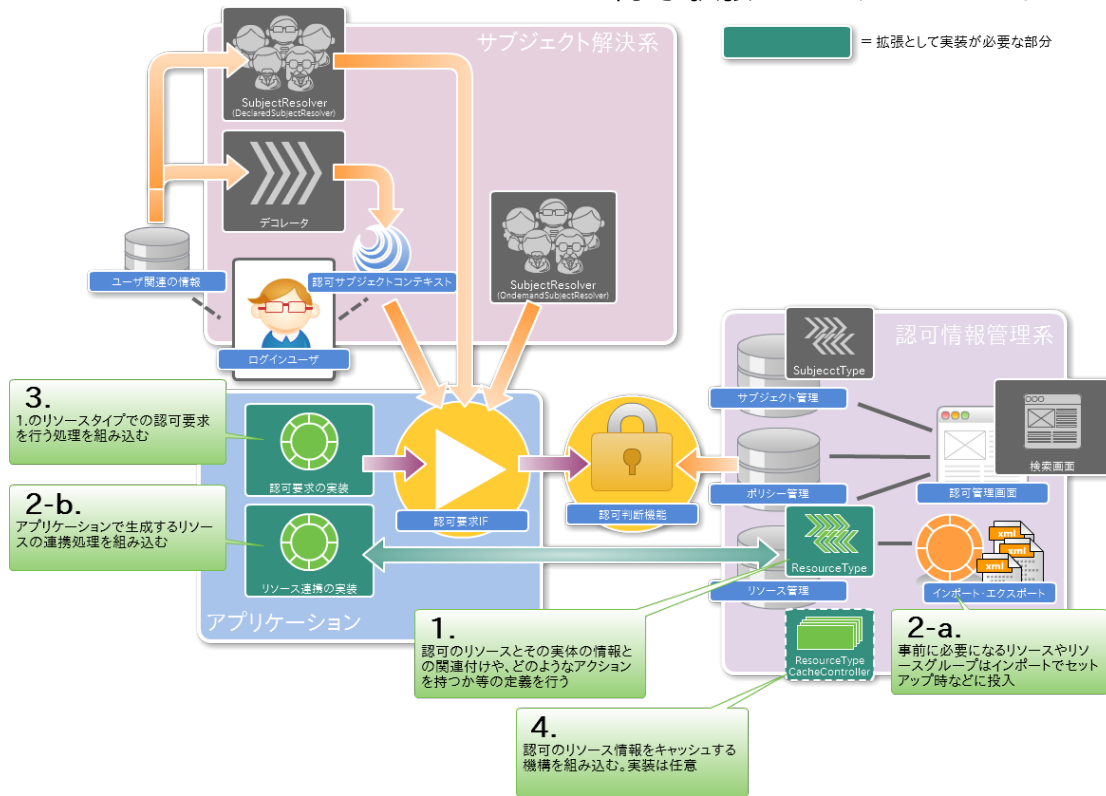 サブジェクト解決系
= 拡張として実装が必要な部分
SubjectResolver
(DeclaredSubjectResolver)
デコレータ
ユーザ関連の情報
認可サブジェクトコンテキスト
SubjectResolver
(OndemandSubjectResolver)
ログインユーザ
認可情報管理系
SubjecctType
サブジェクト管理
検索画面
ポリシー管理
認可管理画面
3.
1.のリソースタイプでの認可要求
を行う処理を組み込む
認可要求の実装
認可要求IF
認可判断機能
2-b.
アプリケーションで生成するリソー
スの連携処理を組み込む
リソース連携の実装
アプリケーション
ResourceType
リソース管理
xml
xml
xml
インポート・エクスポート
1.
認可のリソースとその実体の情報と
の関連付けや、どのようなアクション
を持つか等の定義を行う
ResourceType
CacheController
2-a.
事前に必要になるリソースやリソ
ースグループはインポートでセット
アップ時などに投入
4.
認可のリソース情報をキャッシュする
機構を組み込む。実装は任意